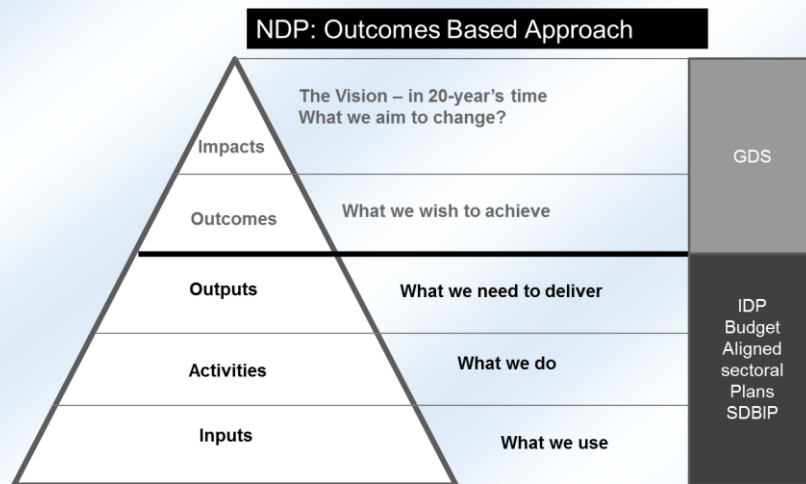 NDP: Outcomes Based Approach
The Vision – in 20-year’s time
What we aim to change?
Impacts
GDS
Outcomes
What we wish to achieve
Outputs
What we need to deliver
Activities
What we do
Inputs
What we use
IDP
Budget
Aligned
sectoral
Plans
SDBIP